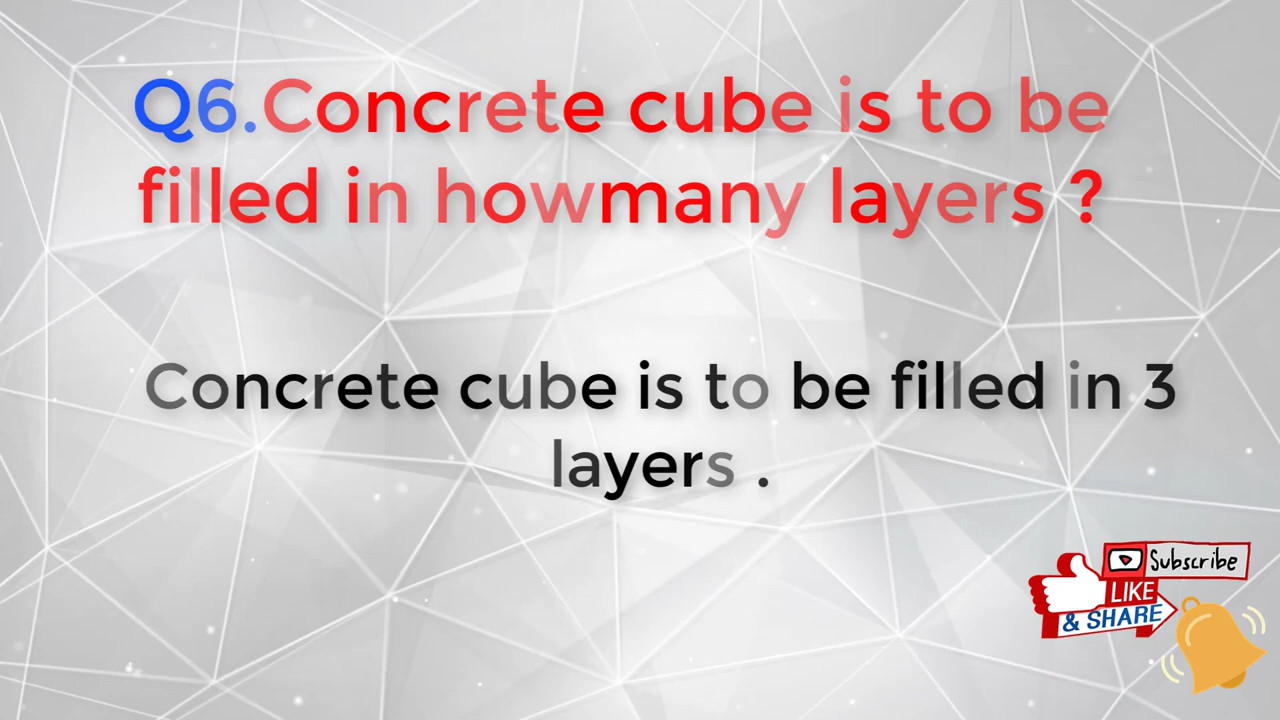 Q6.Concrete cube is to be
filled in howmany layers ?
Concrete cube is to be filled in 3
layers .
Subscribe
LIKE
& SHARE